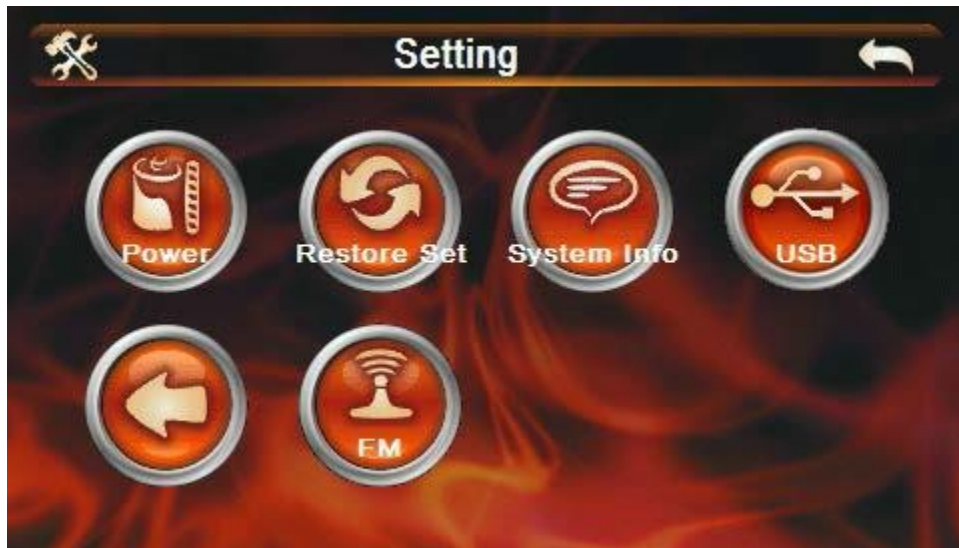 Setting
Power
Restore Set
System Info
USB
FM